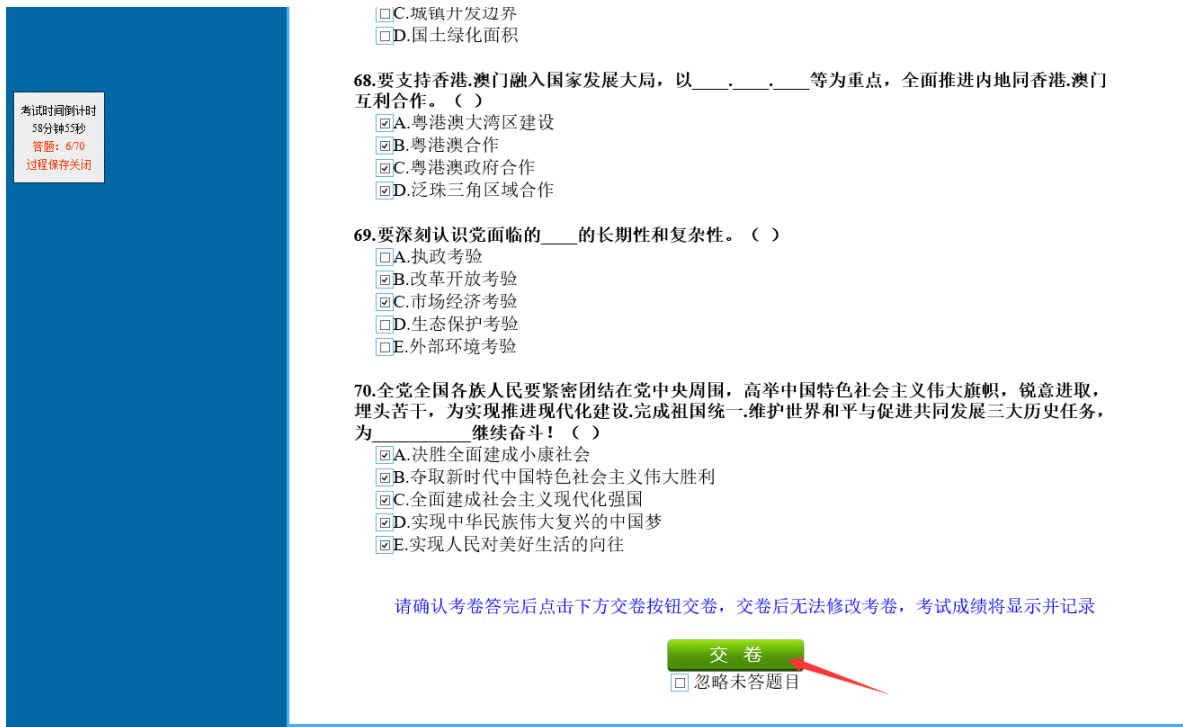 C.城镇开发边界
D.国土绿化面积
68.要支持香港.澳门融入国家发展大局，以____.____.____等为重点，全面推进内地同香港.澳门
互利合作。（ ）
A.粤港澳大湾区建设
B.粤港澳合作
C.粤港澳政府合作
D.泛珠三角区域合作
考试时间倒计时
58分钟55秒
答题：6/70
过程保存关闭
69.要深刻认识党面临的____的长期性和复杂性。（ ）
A.执政考验
B.改革开放考验
C.市场经济考验
D.生态保护考验
E.外部环境考验
70.全党全国各族人民要紧密团结在党中央周围，高举中国特色社会主义伟大旗帜，锐意进取，
埋头苦干，为实现推进现代化建设.完成祖国统一.维护世界和平与促进共同发展三大历史任务，
为___________继续奋斗！（ ）
A.决胜全面建成小康社会
B.夺取新时代中国特色社会主义伟大胜利
C.全面建成社会主义现代化强国
D.实现中华民族伟大复兴的中国梦
E.实现人民对美好生活的向往
请确认考卷答完后点击下方交卷按钮交卷，交卷后无法修改考卷，考试成绩将显示并记录
交 卷
忽略未答题目